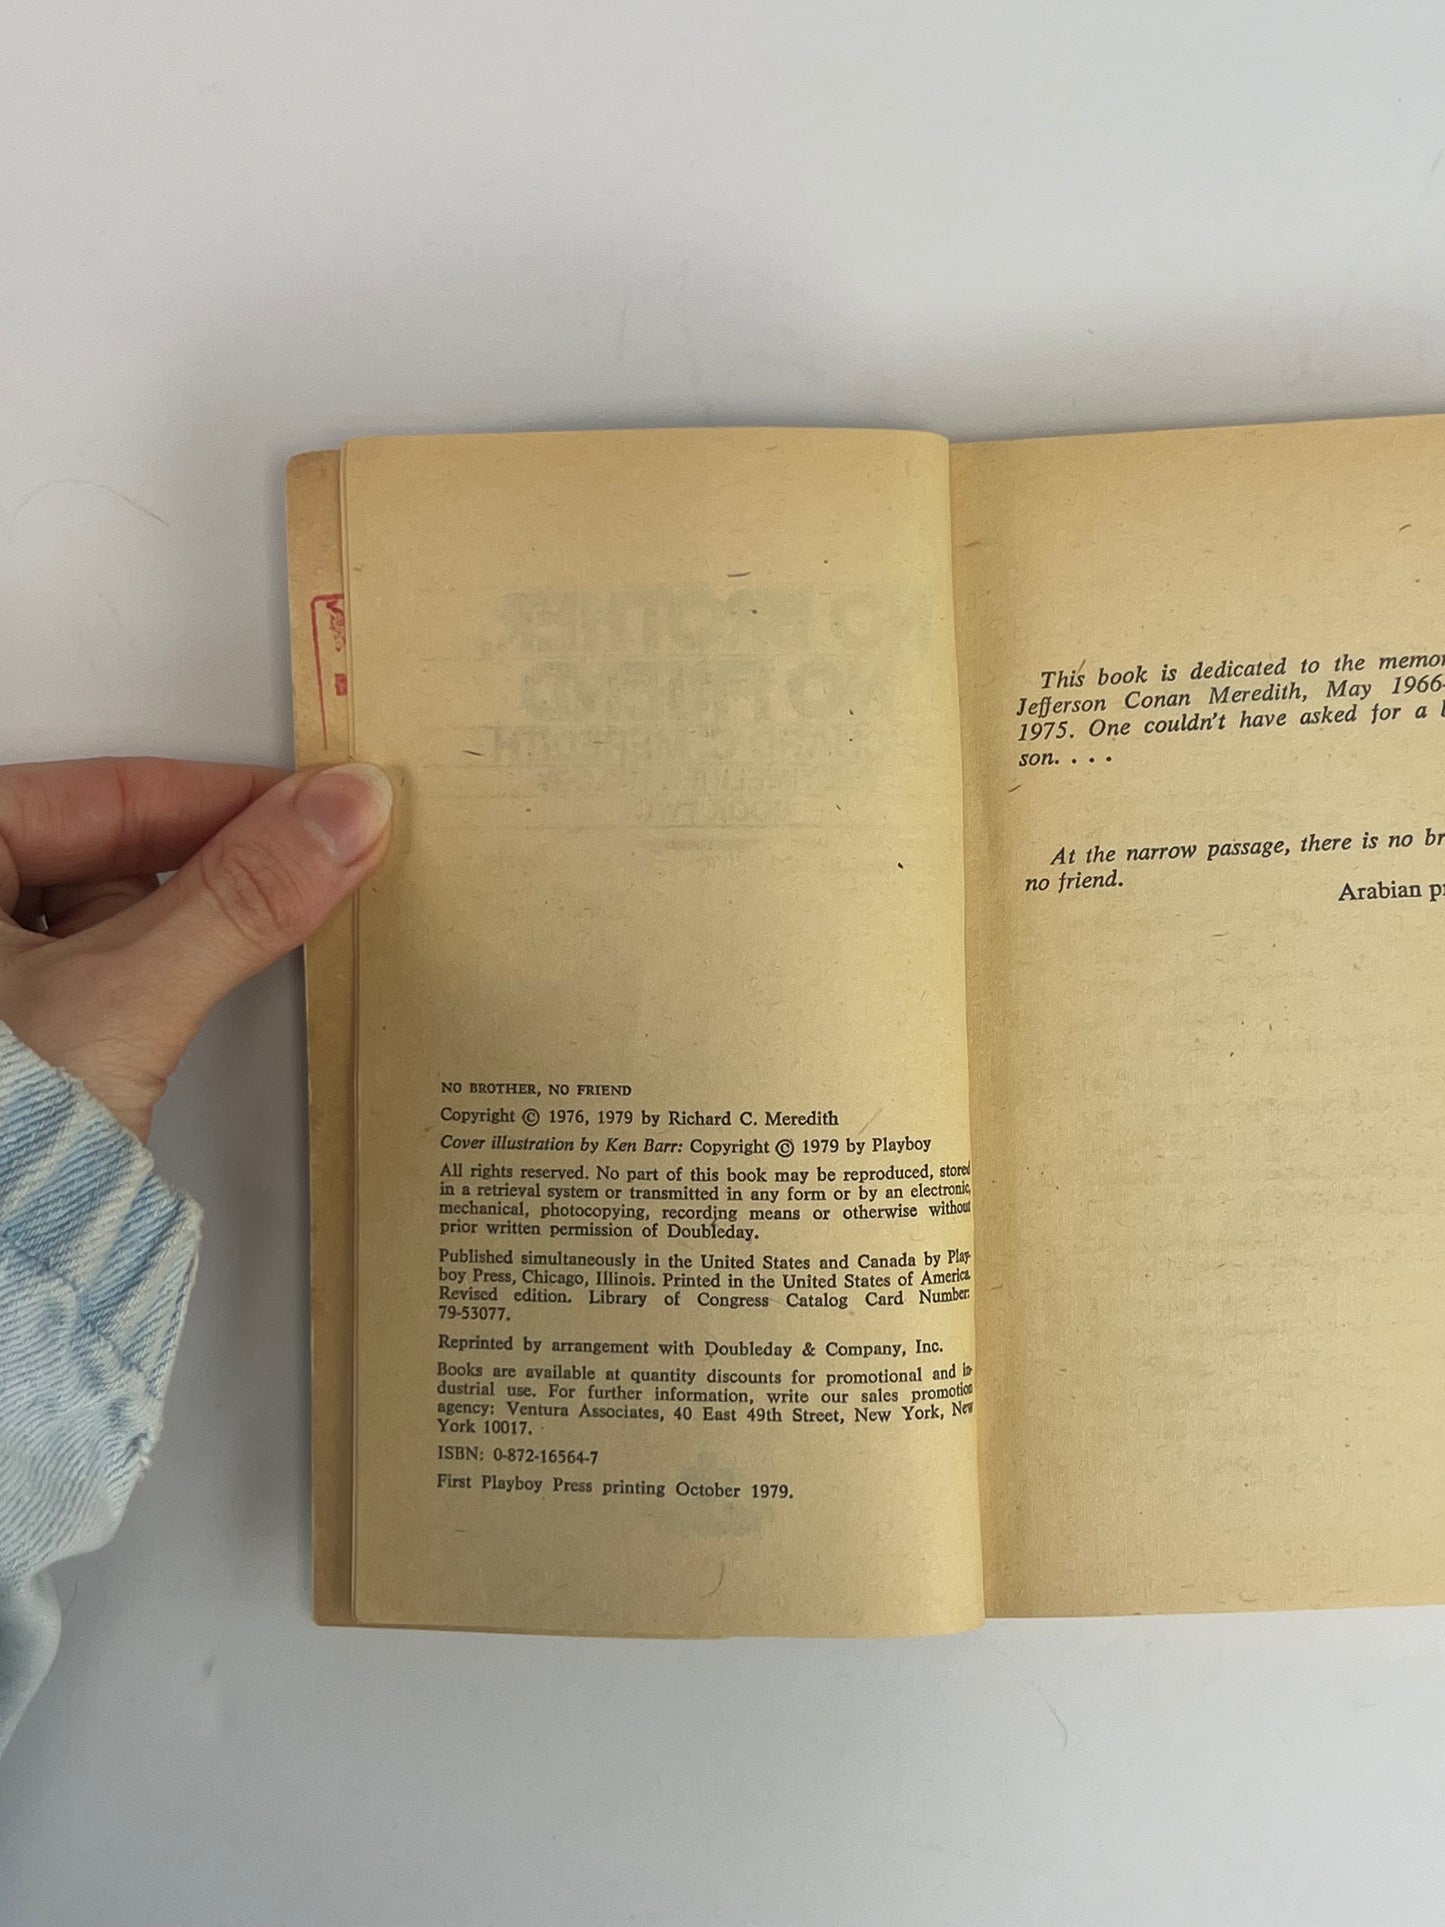 NO BROTHER, NO FRIEND
Copyright © 1976, 1979 by Richard C. Meredith
Cover illustration by Ken Barr: Copyright © 1979 by Playboy
All rights reserved. No part of this book may be reproduced, stored
in a retrieval system or transmitted in any form or by an electronic,
mechanical, photocopying, recording means or otherwise without
prior written permission of Doubleday.
Published simultaneously in the United States and Canada by Play-
boy Press, Chicago, Illinois. Printed in the United States of America.
Revised edition. Library of Congress Catalog Card Number:
79-53077.
Reprinted by arrangement with Doubleday & Company, Inc.
Books are available at quantity discounts for promotional and in-
dustrial use. For further information, write our sales promotion
agency: Ventura Associates, 40 East 49th Street, New York, New
York 10017.
ISBN: 0-872-16564-7
First Playboy Press printing October 1979.
This book is dedicated to the memor
Jefferson Conan Meredith, May 1966-
1975. One couldn't have asked for a
son. . . .
At the narrow passage, there is no br
no friend.
Arabian pr